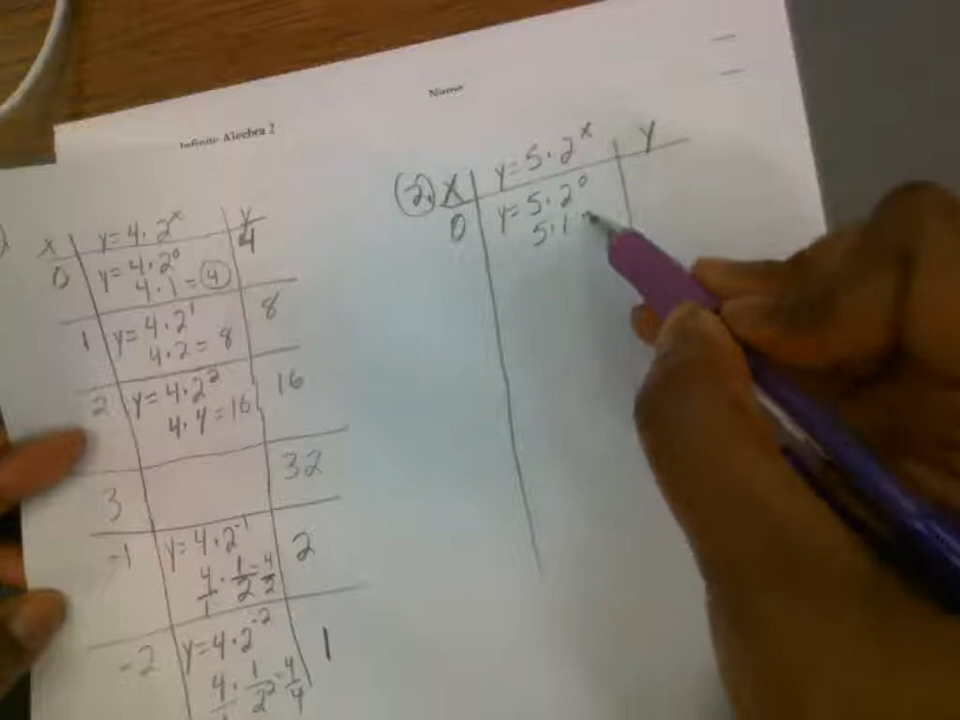 Infinite Algebra 2
Name
x y = 4 · 2^x y
0 y = 4 · 2^0 4
4 · 1 = 4
1 y = 4 · 2^1 8
4 · 2 = 8
2 y = 4 · 2^2 16
4 · 4 = 16
3 32
-1 y = 4 · 2^-1 2
4/1 · 1/2 = 4/2
-2 y = 4 · 2^-2 1
4/1 · 1/2^2 = 4/4
2. x y = 5 · 2^x y
0 y = 5 · 2^0
5 · 1